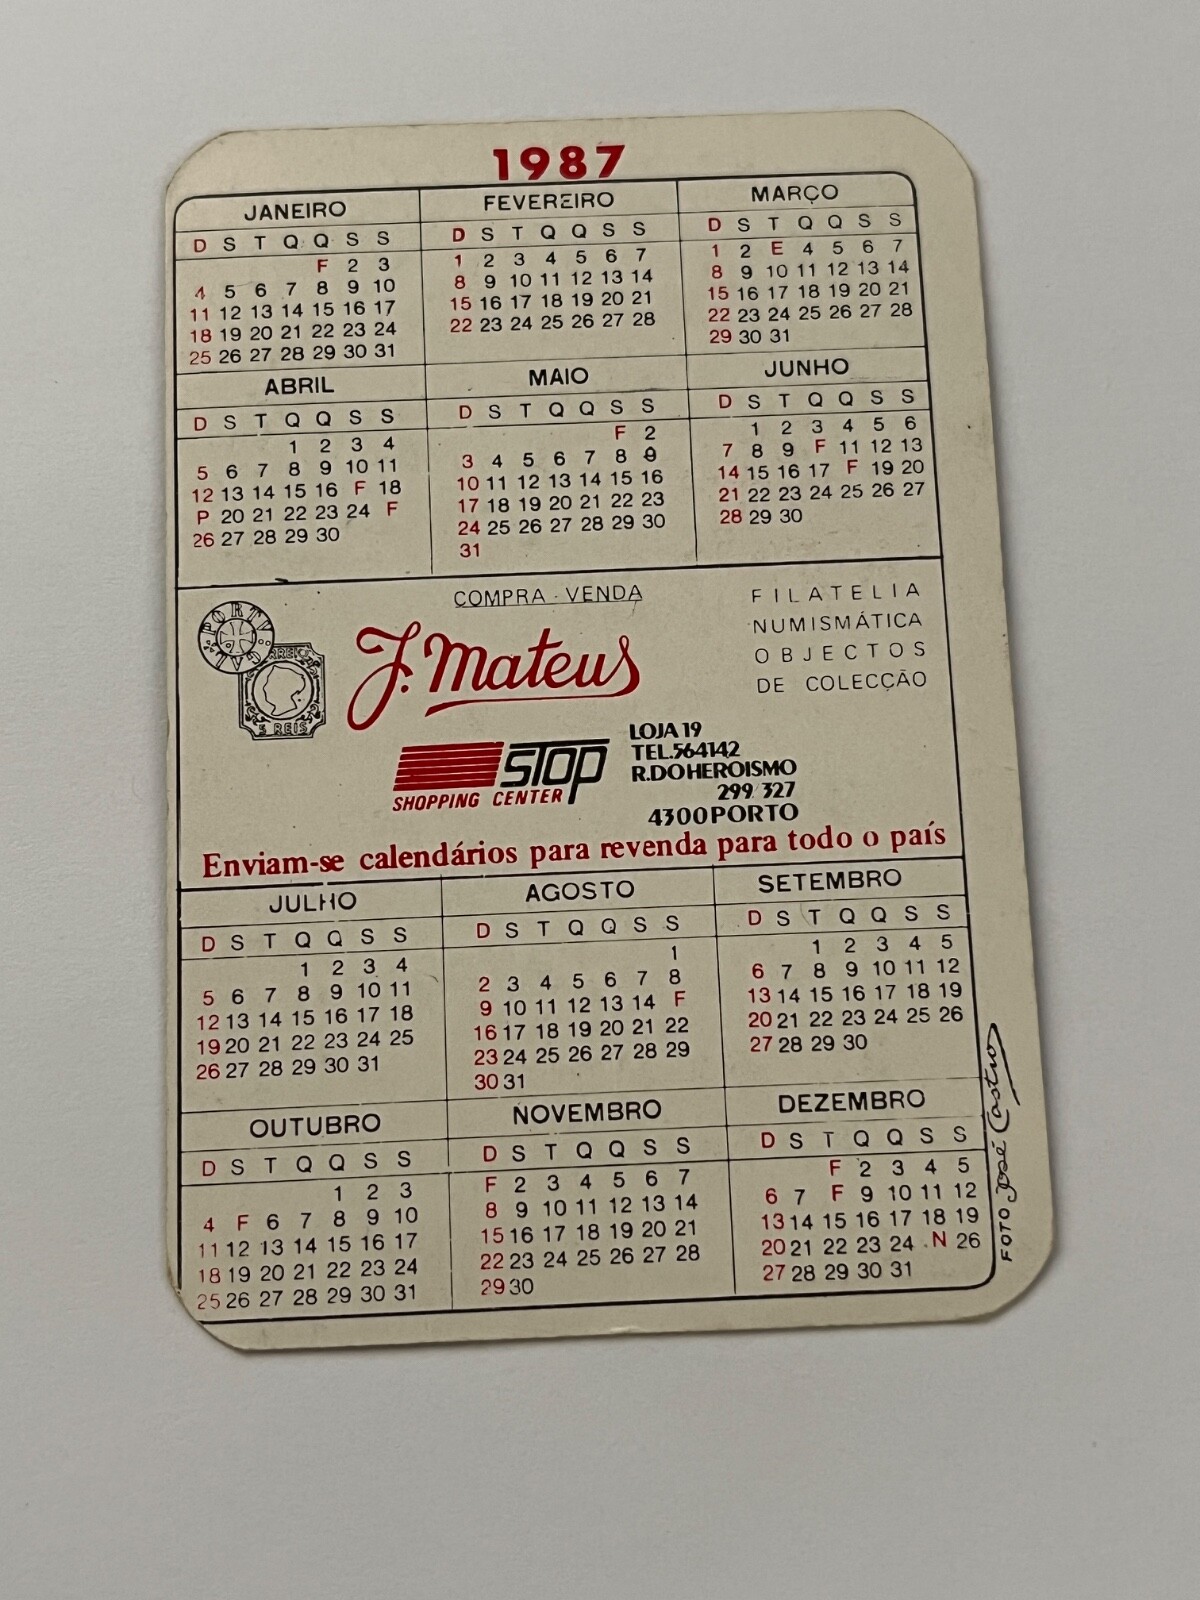 1987
JANEIRO
D S T Q Q S S
F 2 3
4 5 6 7 8 9 10
11 12 13 14 15 16 17
18 19 20 21 22 23 24
25 26 27 28 29 30 31
FEVEREIRO
D S T Q Q S S
1 2 3 4 5 6 7
8 9 10 11 12 13 14
15 16 17 18 19 20 21
22 23 24 25 26 27 28
MARÇO
D S T Q Q S S
1 2 E 4 5 6 7
8 9 10 11 12 13 14
15 16 17 18 19 20 21
22 23 24 25 26 27 28
29 30 31
ABRIL
D S T Q Q S S
1 2 3 4
5 6 7 8 9 10 11
12 13 14 15 16 F 18
P 20 21 22 23 24 F
26 27 28 29 30
MAIO
D S T Q Q S S
F 2
3 4 5 6 7 8 9
10 11 12 13 14 15 16
17 18 19 20 21 22 23
24 25 26 27 28 29 30
31
JUNHO
D S T Q Q S S
1 2 3 4 5 6
7 8 9 F 11 12 13
14 15 16 17 F 19 20
21 22 23 24 25 26 27
28 29 30
PORTVGAL
CORREIO
5 REIS
COMPRA - VENDA
J. Mateus
FILATELIA
NUMISMÁTICA
OBJECTOS
DE COLECÇÃO
STOP
SHOPPING CENTER
LOJA 19
TEL.564142
R.DO HEROISMO
299 327
4300 PORTO
Enviam-se calendários para revenda para todo o país
JULHO
D S T Q Q S S
1 2 3 4
5 6 7 8 9 10 11
12 13 14 15 16 17 18
19 20 21 22 23 24 25
26 27 28 29 30 31
AGOSTO
D S T Q Q S S
1
2 3 4 5 6 7 8
9 10 11 12 13 14 F
16 17 18 19 20 21 22
23 24 25 26 27 28 29
30 31
SETEMBRO
D S T Q Q S S
1 2 3 4 5
6 7 8 9 10 11 12
13 14 15 16 17 18 19
20 21 22 23 24 25 26
27 28 29 30
OUTUBRO
D S T Q Q S S
1 2 3
4 F 6 7 8 9 10
11 12 13 14 15 16 17
18 19 20 21 22 23 24
25 26 27 28 29 30 31
NOVEMBRO
D S T Q Q S S
F 2 3 4 5 6 7
8 9 10 11 12 13 14
15 16 17 18 19 20 21
22 23 24 25 26 27 28
29 30
DEZEMBRO
D S T Q Q S S
F 2 3 4 5
6 7 F 9 10 11 12
13 14 15 16 17 18 19
20 21 22 23 24 N 26
27 28 29 30 31
FOTO José Castro